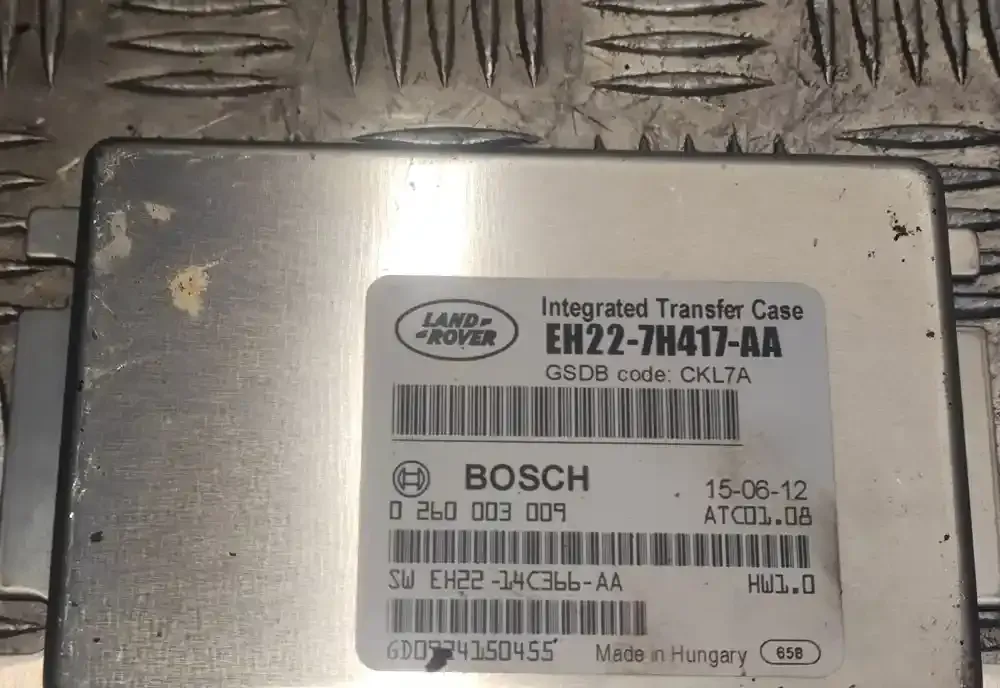 LAND-
-ROVER
Integrated Transfer Case
EH22-7H417-AA
GSDB code: CKL7A
BOSCH
15-06-12
0 260 003 009
ATC01.08
SW EH22-14C366-AA
HW1.0
Made in Hungary
658